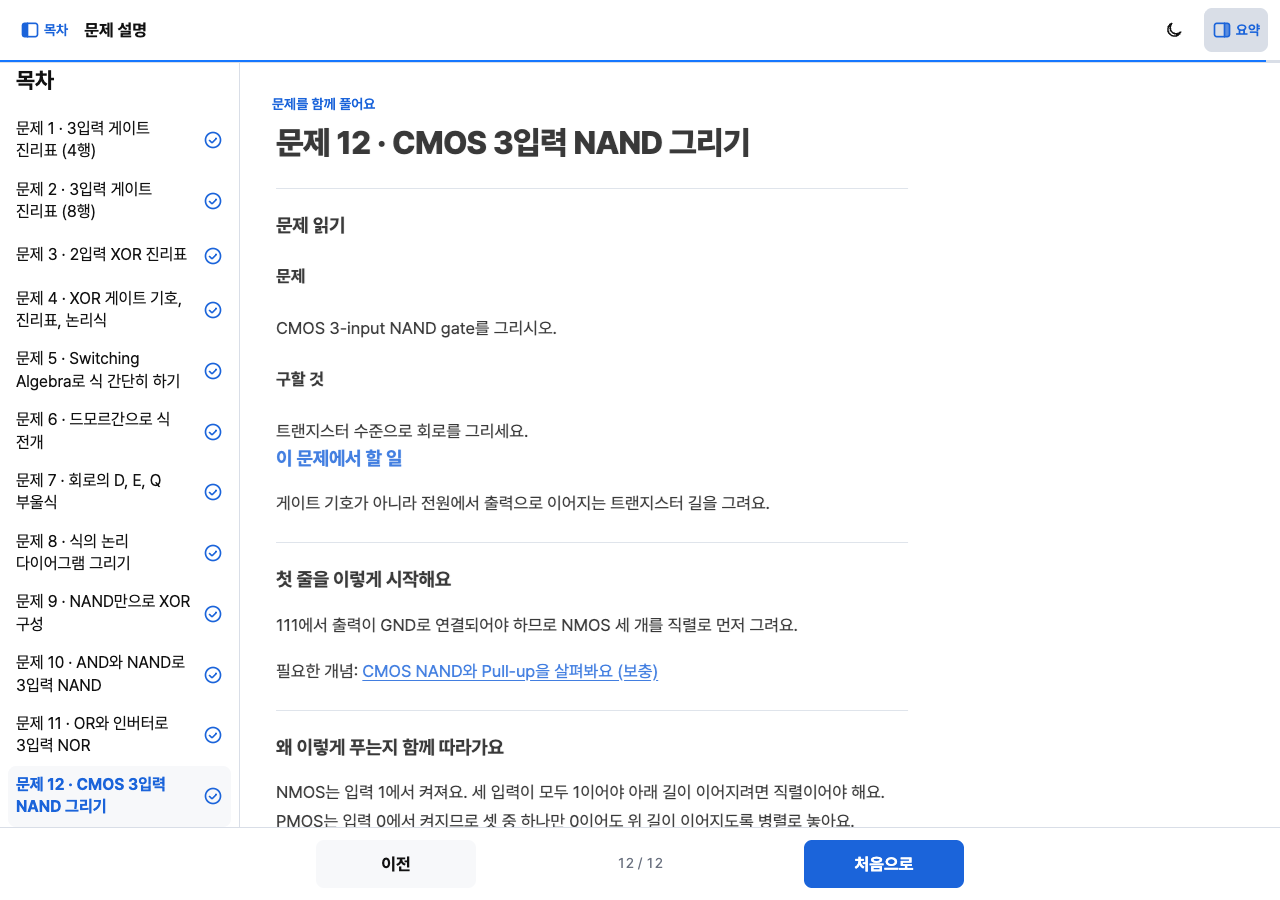 목차
문제 설명
요약
목차
문제 1 · 3입력 게이트
진리표 (4행)
문제 2 · 3입력 게이트
진리표 (8행)
문제 3 · 2입력 XOR 진리표
문제 4 · XOR 게이트 기호,
진리표, 논리식
문제 5 · Switching
Algebra로 식 간단히 하기
문제 6 · 드모르간으로 식
전개
문제 7 · 회로의 D, E, Q
부울식
문제 8 · 식의 논리
다이어그램 그리기
문제 9 · NAND만으로 XOR
구성
문제 10 · AND와 NAND로
3입력 NAND
문제 11 · OR와 인버터로
3입력 NOR
문제 12 · CMOS 3입력
NAND 그리기
문제를 함께 풀어요
문제 12 · CMOS 3입력 NAND 그리기
문제 읽기
문제
CMOS 3-input NAND gate를 그리시오.
구할 것
트랜지스터 수준으로 회로를 그리세요.
이 문제에서 할 일
게이트 기호가 아니라 전원에서 출력으로 이어지는 트랜지스터 길을 그려요.
첫 줄을 이렇게 시작해요
111에서 출력이 GND로 연결되어야 하므로 NMOS 세 개를 직렬로 먼저 그려요.
필요한 개념: CMOS NAND와 Pull-up을 살펴봐요 (보충)
왜 이렇게 푸는지 함께 따라가요
NMOS는 입력 1에서 켜져요. 세 입력이 모두 1이어야 아래 길이 이어지려면 직렬이어야 해요.
PMOS는 입력 0에서 켜지므로 셋 중 하나만 0이어도 위 길이 이어지도록 병렬로 놓아요.
이전
12 / 12
처음으로